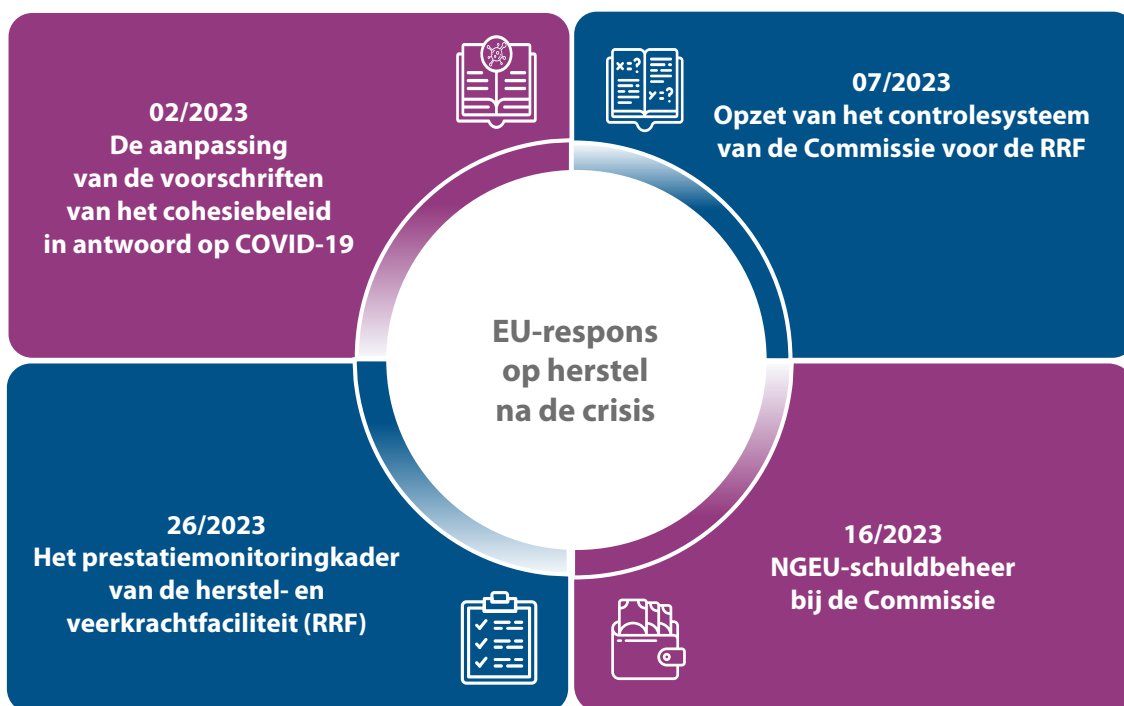 02/2023
De aanpassing
van de voorschriften
van het cohesiebeleid
in antwoord op COVID-19
x=?
y=?
07/2023
Opzet van het controlesysteem
van de Commissie voor de RRF
EU-respons
op herstel
na de crisis
26/2023
Het prestatiemonitoringkader
van de herstel- en
veerkrachtfaciliteit (RRF)
16/2023
NGEU-schuldbeheer
bij de Commissie